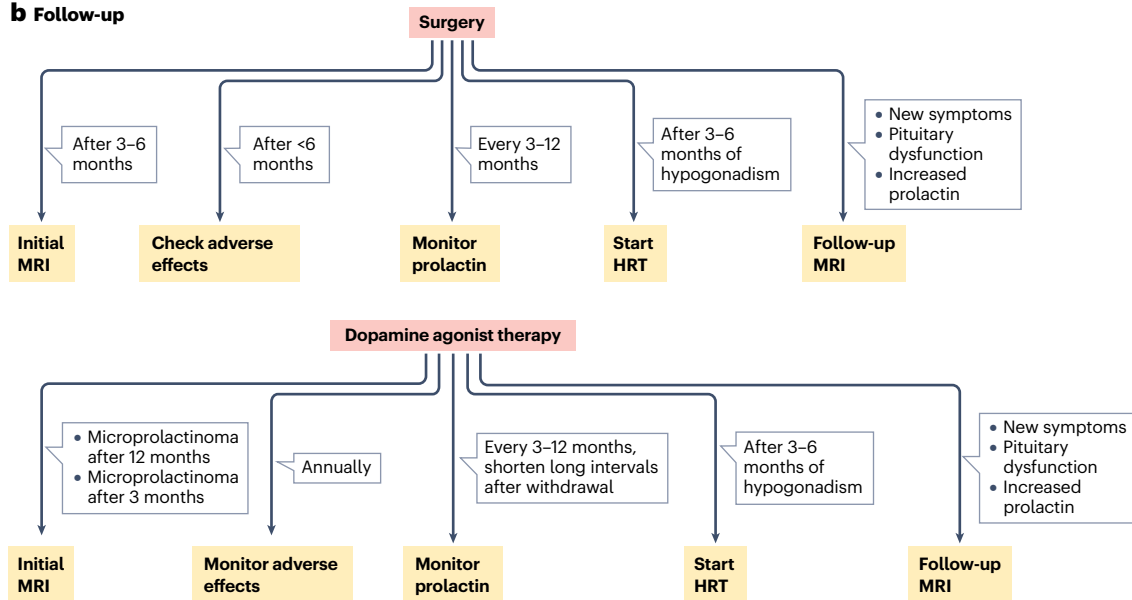 b Follow-up
Surgery
After 3–6
months
After <6
months
Every 3–12
months
After 3–6
months of
hypogonadism
• New symptoms
• Pituitary
dysfunction
• Increased
prolactin
Initial
MRI
Check adverse
effects
Monitor
prolactin
Start
HRT
Follow-up
MRI
Dopamine agonist therapy
• Microprolactinoma
after 12 months
• Microprolactinoma
after 3 months
Annually
Every 3–12 months,
shorten long intervals
after withdrawal
After 3–6
months of
hypogonadism
• New symptoms
• Pituitary
dysfunction
• Increased
prolactin
Initial
MRI
Monitor adverse
effects
Monitor
prolactin
Start
HRT
Follow-up
MRI